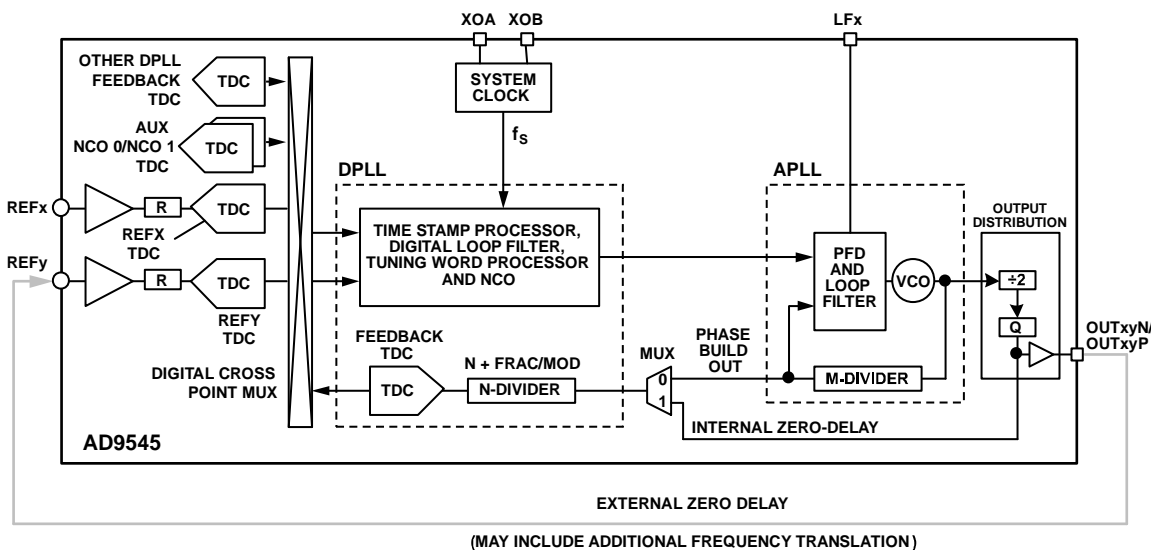 XOA
XOB
LFx
OTHER DPLL
FEEDBACK
TDC
TDC
SYSTEM
CLOCK
AUX
NCO 0/NCO 1
TDC
TDC
fS
DPLL
APLL
REFx
R
TDC
REFX
TDC
TIME STAMP PROCESSOR,
DIGITAL LOOP FILTER,
TUNING WORD PROCESSOR
AND NCO
PFD
AND
LOOP
FILTER
VCO
OUTPUT
DISTRIBUTION
÷2
Q
OUTxyN/
OUTxyP
REFy
R
TDC
REFY
TDC
FEEDBACK
TDC
TDC
N + FRAC/MOD
N-DIVIDER
MUX
0
1
PHASE
BUILD
OUT
M-DIVIDER
DIGITAL CROSS
POINT MUX
INTERNAL ZERO-DELAY
AD9545
EXTERNAL ZERO DELAY
(MAY INCLUDE ADDITIONAL FREQUENCY TRANSLATION)